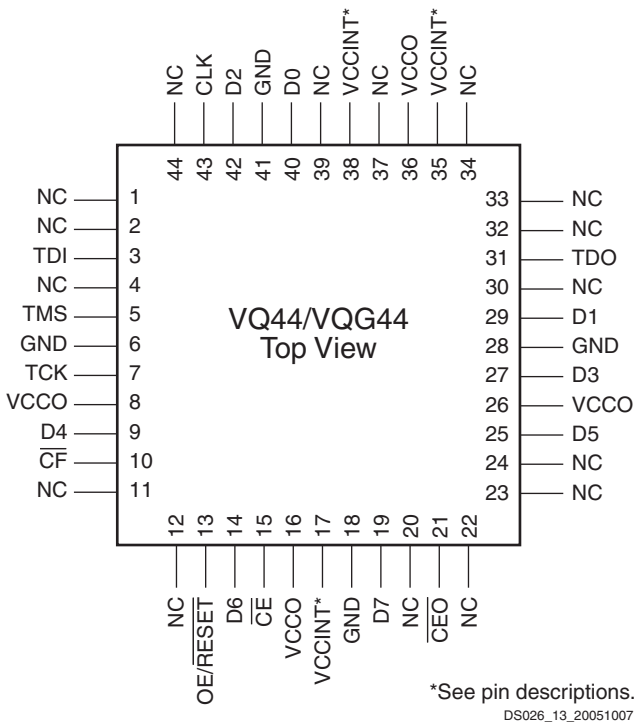 NC CLK D2 GND D0 NC VCCINT* NC VCCO VCCINT* NC
44 43 42 41 40 39 38 37 36 35 34
NC 1 33 NC
NC 2 32 NC
TDI 3 31 TDO
NC 4 30 NC
TMS 5 29 D1
GND 6 28 GND
TCK 7 27 D3
VCCO 8 26 VCCO
D4 9 25 D5
C̅F̅ 10 24 NC
NC 11 23 NC
VQ44/VQG44
Top View
12 13 14 15 16 17 18 19 20 21 22
NC OE/R̅E̅S̅E̅T̅ D6 C̅E̅ VCCO VCCINT* GND D7 NC C̅E̅O̅ NC
*See pin descriptions.
DS026_13_20051007